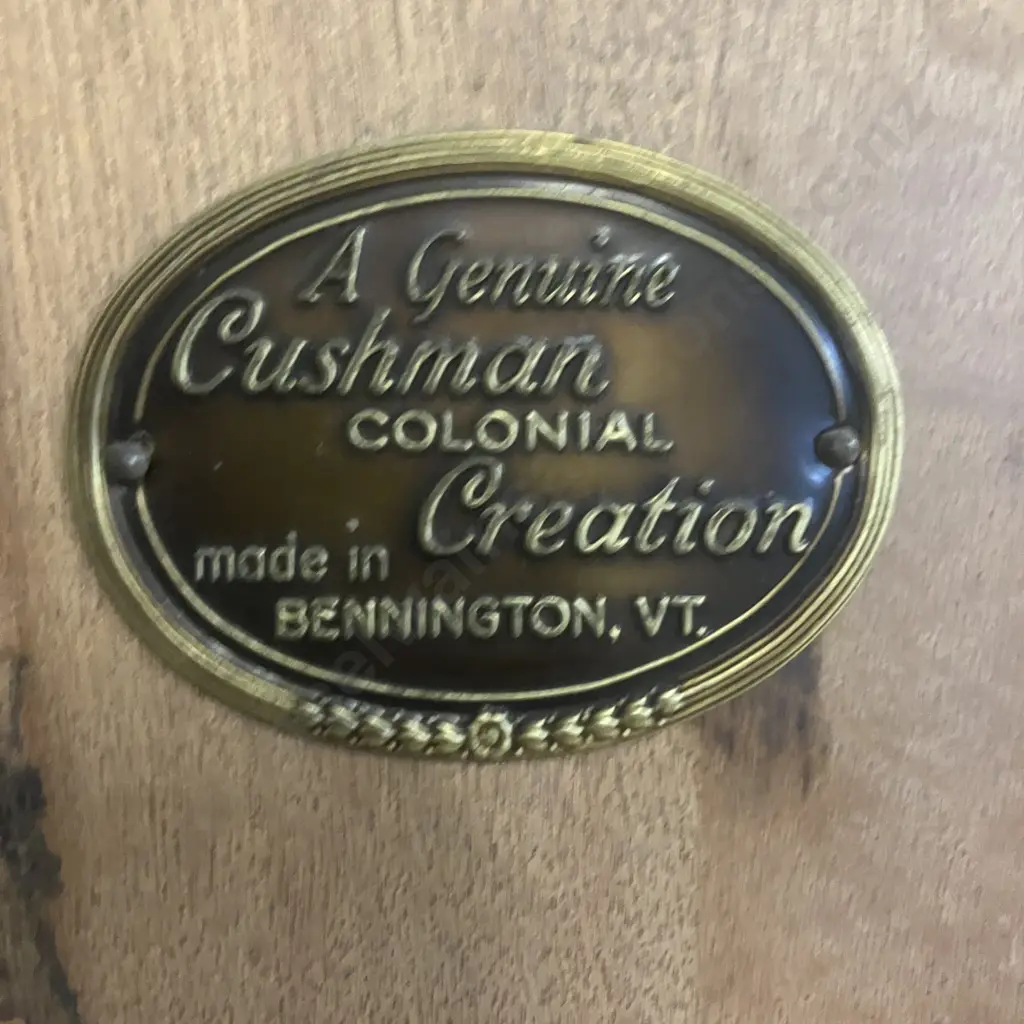 A Genuine
Cushman
COLONIAL
Creation
made in
BENNINGTON, VT.